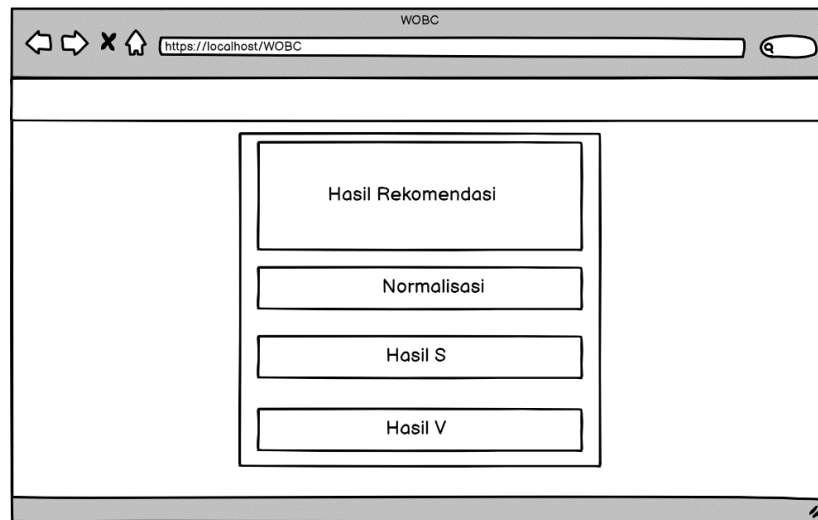 WOBC
https://localhost/WOBC
Hasil Rekomendasi
Normalisasi
Hasil S
Hasil V